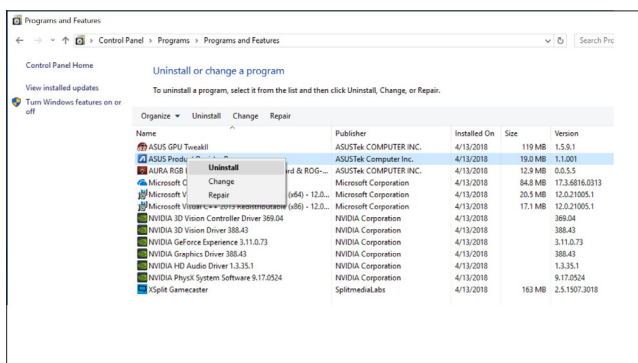 Programs and Features
Control Panel > Programs > Programs and Features
Search Pro
Control Panel Home
View installed updates
Turn Windows features on or
off
Uninstall or change a program
To uninstall a program, select it from the list and then click Uninstall, Change, or Repair.
Organize Uninstall Change Repair
Name Publisher Installed On Size Version
ASUS GPU TweakII ASUSTek COMPUTER INC. 4/13/2018 119 MB 1.5.9.1
ASUS Product ASUSTek Computer Inc. 4/13/2018 19.0 MB 1.1.001
Uninstall
AURA RGB rd & ROG-... ASUSTek COMPUTER INC. 4/13/2018 12.9 MB 0.0.5.5
Change
Microsoft O Microsoft Corporation 4/13/2018 84.8 MB 17.3.6816.0313
Repair
Microsoft V (x64) - 12.0... Microsoft Corporation 4/13/2018 20.5 MB 12.0.21005.1
Microsoft Visual C++ 2013 Redistributable (x86) - 12.0... Microsoft Corporation 4/13/2018 17.1 MB 12.0.21005.1
NVIDIA 3D Vision Controller Driver 369.04 NVIDIA Corporation 4/13/2018 369.04
NVIDIA 3D Vision Driver 388.43 NVIDIA Corporation 4/13/2018 388.43
NVIDIA GeForce Experience 3.11.0.73 NVIDIA Corporation 4/13/2018 3.11.0.73
NVIDIA Graphics Driver 388.43 NVIDIA Corporation 4/13/2018 388.43
NVIDIA HD Audio Driver 1.3.35.1 NVIDIA Corporation 4/13/2018 1.3.35.1
NVIDIA PhysX System Software 9.17.0524 NVIDIA Corporation 4/13/2018 9.17.0524
XSplit Gamecaster SplitmediaLabs 4/13/2018 163 MB 2.5.1507.3018